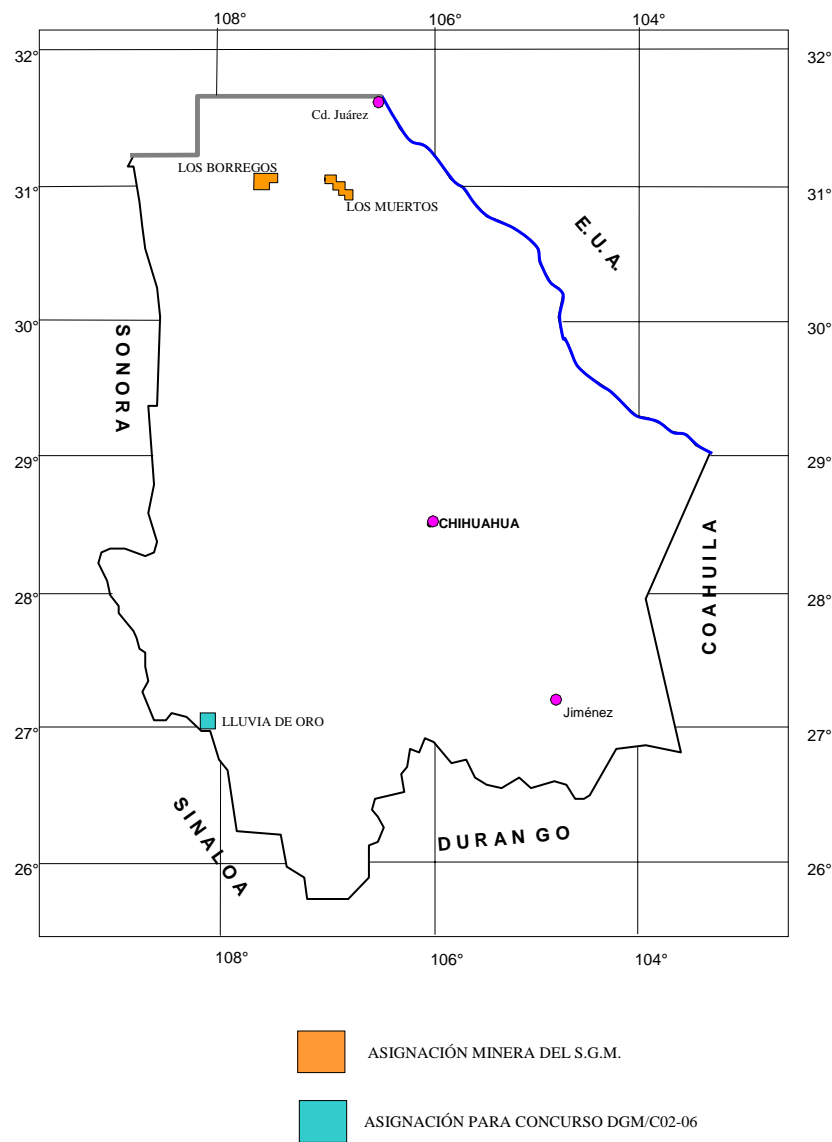 108°
106°
104°
32°
32°
Cd. Juárez
LOS BORREGOS
31°
31°
LOS MUERTOS
E. U. A.
30°
30°
SONORA
29°
29°
CHIHUAHUA
COAHUILA
28°
28°
Jiménez
LLUVIA DE ORO
27°
27°
SINALOA
DURANGO
26°
26°
108°
106°
104°
ASIGNACIÓN MINERA DEL S.G.M.
ASIGNACIÓN PARA CONCURSO DGM/C02-06